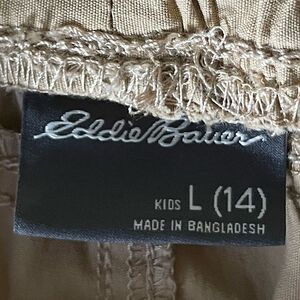 Eddie Bauer
KIDS L (14)
MADE IN BANGLADESH